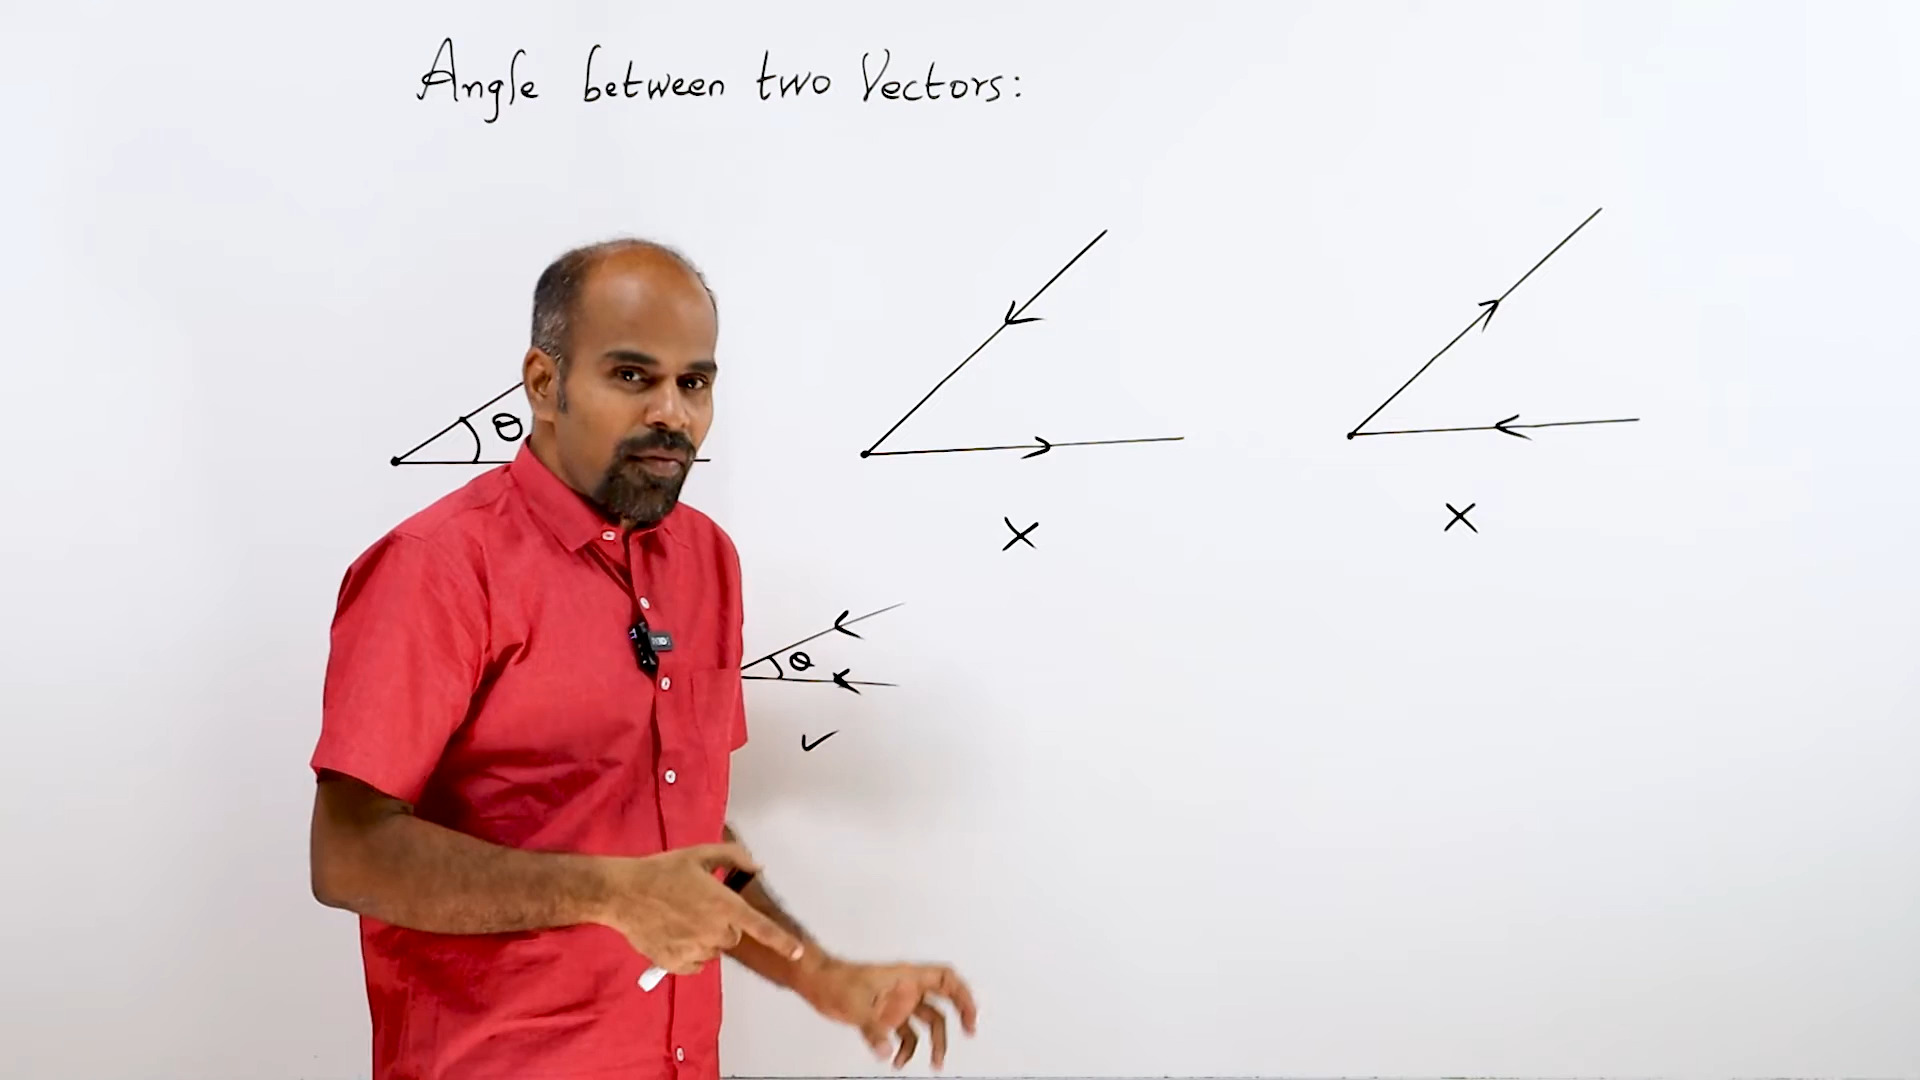 Angle between two Vectors:
θ
X
X
θ
✓